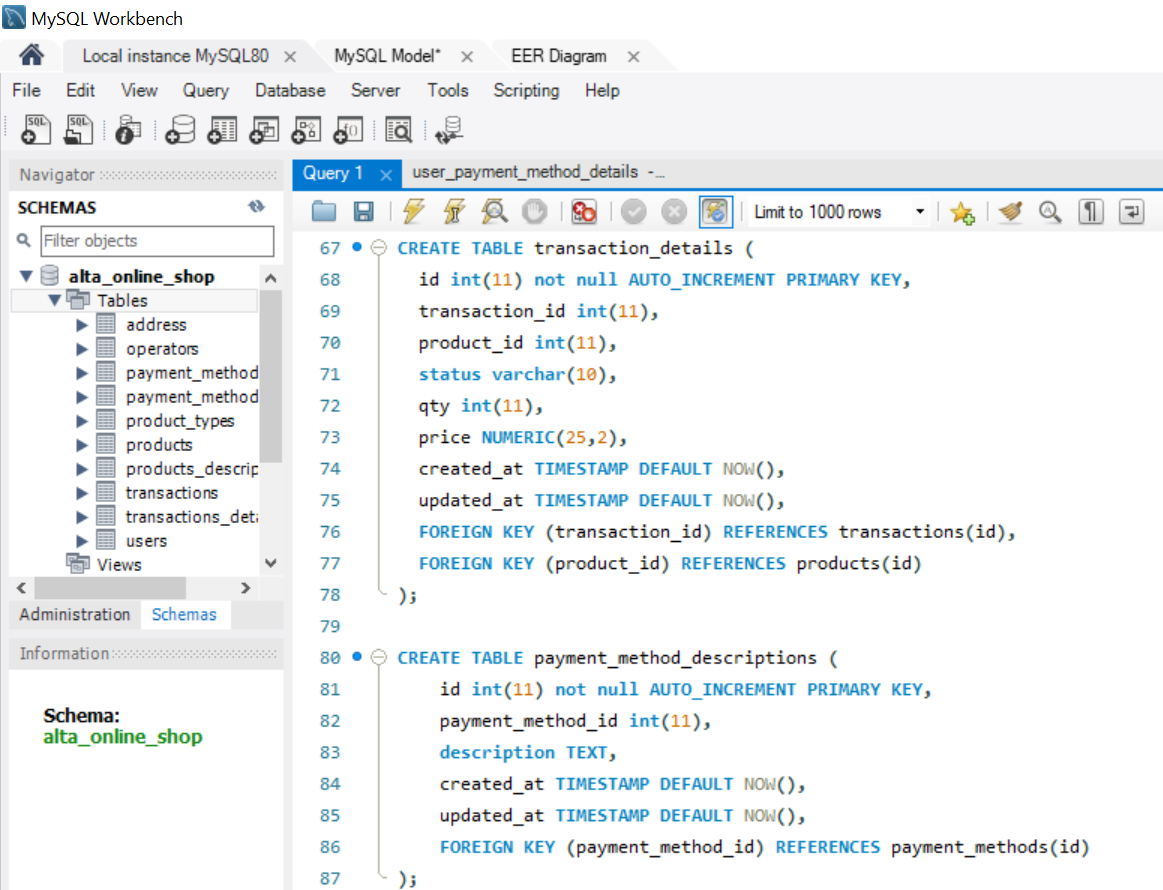 MySQL Workbench
Local instance MySQL80 MySQL Model* EER Diagram
File Edit View Query Database Server Tools Scripting Help
SQL SQL
Navigator
Query 1 user_payment_method_details -...
SCHEMAS
Limit to 1000 rows
Filter objects
alta_online_shop
Tables
address
operators
payment_method
payment_method
product_types
products
products_descrip
transactions
transactions_deta
users
Views
Administration Schemas
Information
Schema:
alta_online_shop
67 CREATE TABLE transaction_details (
68 id int(11) not null AUTO_INCREMENT PRIMARY KEY,
69 transaction_id int(11),
70 product_id int(11),
71 status varchar(10),
72 qty int(11),
73 price NUMERIC(25,2),
74 created_at TIMESTAMP DEFAULT NOW(),
75 updated_at TIMESTAMP DEFAULT NOW(),
76 FOREIGN KEY (transaction_id) REFERENCES transactions(id),
77 FOREIGN KEY (product_id) REFERENCES products(id)
78 );
79
80 CREATE TABLE payment_method_descriptions (
81 id int(11) not null AUTO_INCREMENT PRIMARY KEY,
82 payment_method_id int(11),
83 description TEXT,
84 created_at TIMESTAMP DEFAULT NOW(),
85 updated_at TIMESTAMP DEFAULT NOW(),
86 FOREIGN KEY (payment_method_id) REFERENCES payment_methods(id)
87 );